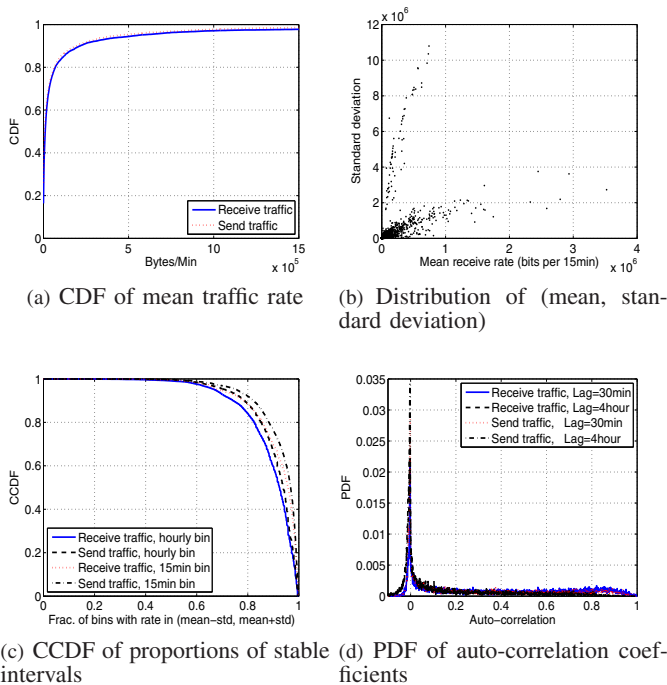 1
0.8
0.6
0.4
0.2
0
CDF
0 5 10 15
Bytes/Min
x 10^5
Receive traffic
Send traffic
(a) CDF of mean traffic rate
x 10^6
12
10
8
6
4
2
0
Standard deviation
0 1 2 3 4
Mean receive rate (bits per 15min)
x 10^6
(b) Distribution of (mean, stan-
dard deviation)
1
0.8
0.6
0.4
0.2
0
CCDF
0 0.2 0.4 0.6 0.8 1
Frac. of bins with rate in (mean−std, mean+std)
Receive traffic, hourly bin
Send traffic, hourly bin
Receive traffic, 15min bin
Send traffic, 15min bin
(c) CCDF of proportions of stable
intervals
0.035
0.03
0.025
0.02
0.015
0.01
0.005
0
PDF
0 0.2 0.4 0.6 0.8 1
Auto−correlation
Receive traffic, Lag=30min
Receive traffic, Lag=4hour
Send traffic, Lag=30min
Send traffic, Lag=4hour
(d) PDF of auto-correlation coef-
ficients